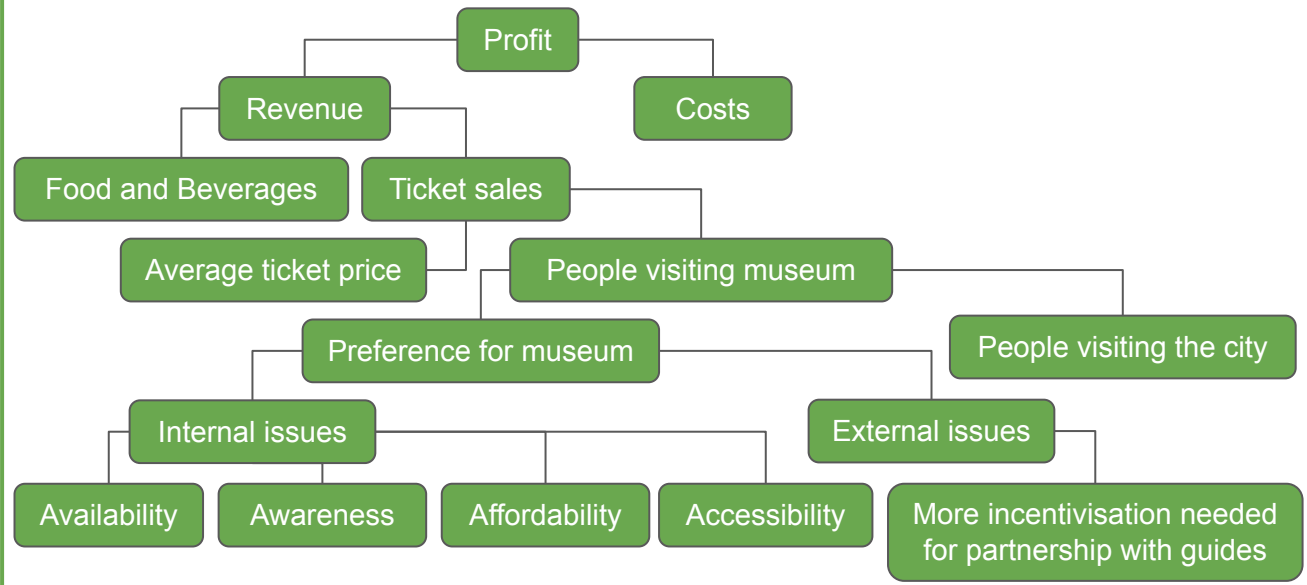 Profit
Revenue
Costs
Food and Beverages
Ticket sales
Average ticket price
People visiting museum
Preference for museum
People visiting the city
Internal issues
External issues
Availability
Awareness
Affordability
Accessibility
More incentivisation needed
for partnership with guides